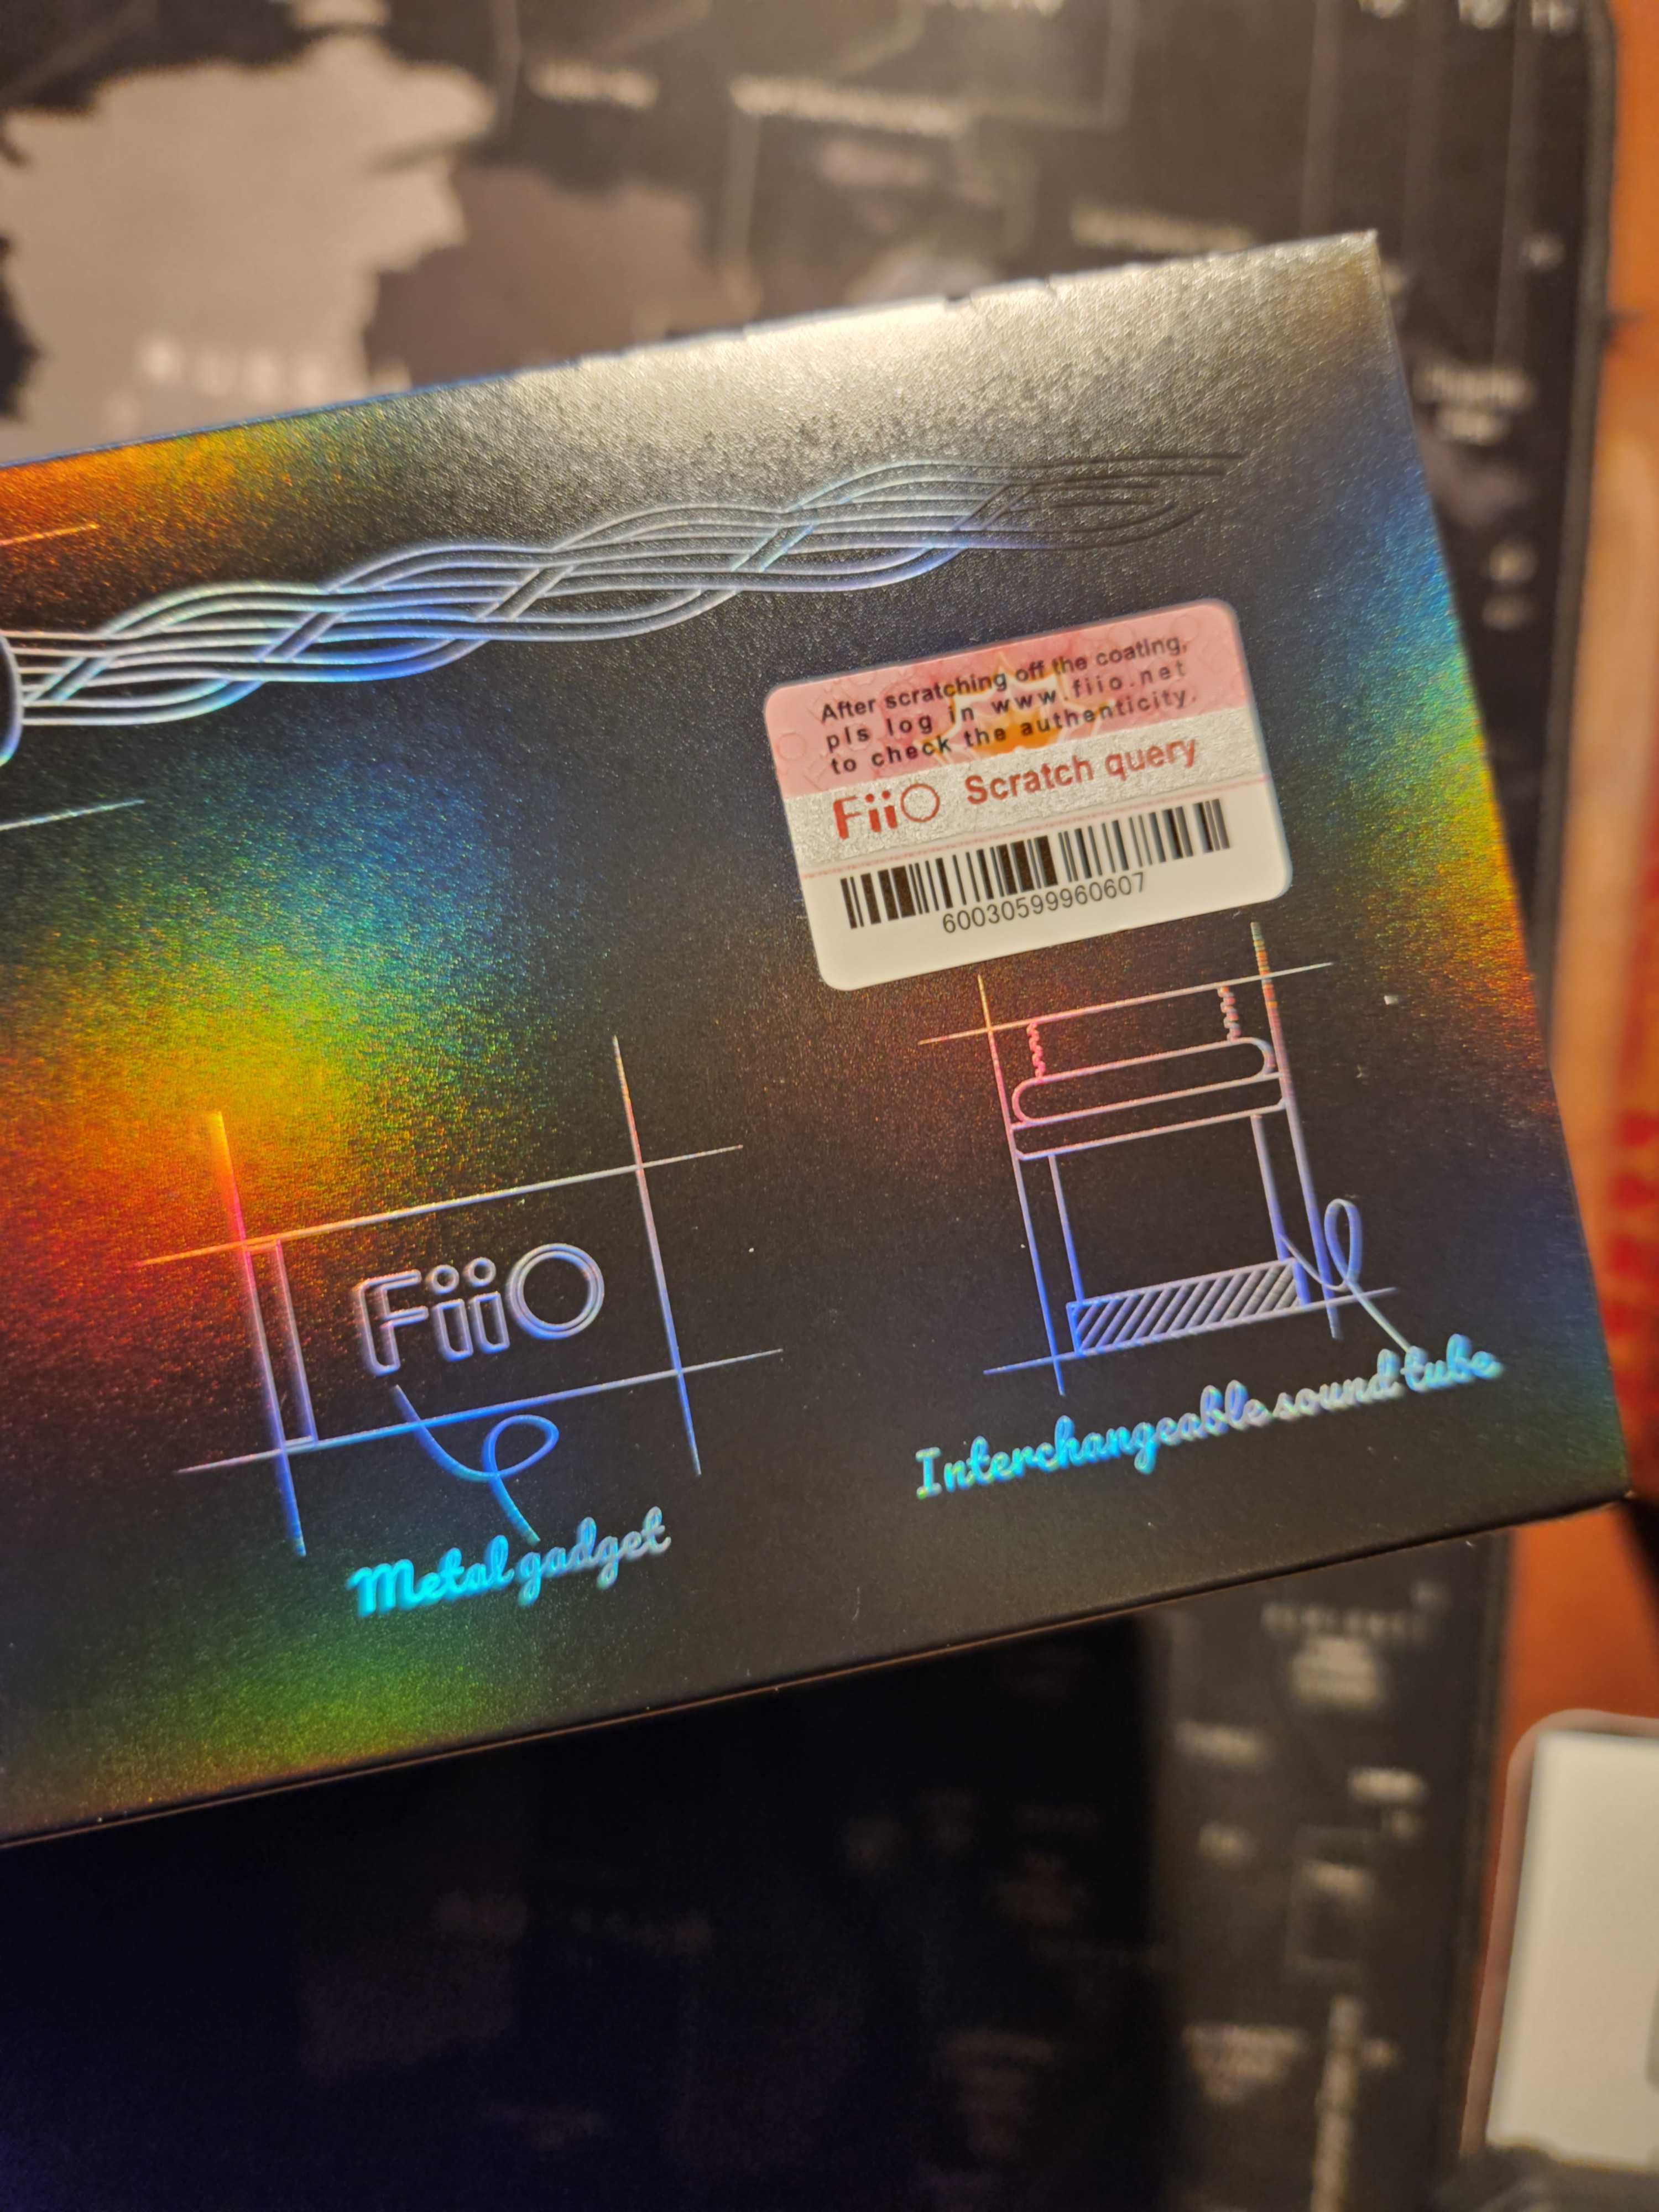 After scratching off the coating,
pls log in www.fiio.net
to check the authenticity.
FiiO Scratch query
60030599960607
FiiO
Metal gadget
Interchangeable sound tube